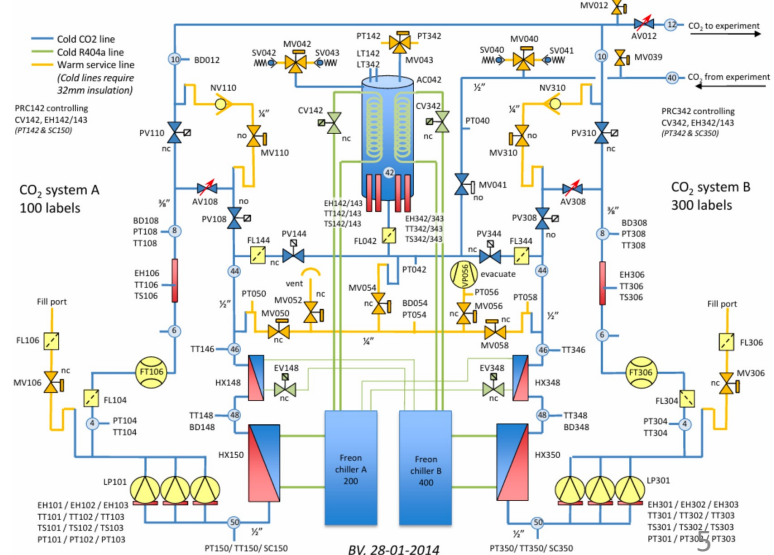 Cold CO2 line
Cold R404a line
Warm service line
(Cold lines require
32mm insulation)
PRC142 controlling
CV142, EH142/143
(PT142 & SC150)
CO2 system A
100 labels
MV012
AV012
12
CO2 to experiment
10
MV039
40
CO2 from experiment
PRC342 controlling
CV342, EH342/143
(PT342 & SC350)
CO2 system B
300 labels
10
BD012
SV042
MV042
SV043
PT142
PT342
LT142
LT342
MV043
AC042
SV040
MV040
SV041
½"
NV110
¼"
PV110
nc
no
MV110
CV142
nc
CV342
nc
PT040
NV310
¼"
no
MV310
PV310
nc
42
AV108
no
PV108
EH142/143
TT142/143
TS142/143
EH342/343
TT342/343
TS342/343
MV041
no
AV308
PV308
no
⅜"
BD108
PT108
TT108
8
FL144
PV144
nc
FL042
PV344
nc
FL344
⅜"
8
BD308
PT308
TT308
44
PT042
VP056
evacuate
44
EH106
TT106
TS106
vent
nc
MV052
MV054
nc
BD054
PT054
PT056
nc
MV056
PT058
EH306
TT306
TS306
½"
PT050
MV050
nc
¼"
nc
MV058
½"
Fill port
FL106
nc
MV106
6
FT106
FL104
4
PT104
TT104
TT146
46
HX148
EV148
nc
TT148
BD148
48
HX150
46
TT346
EV348
nc
HX348
48
TT348
BD348
HX350
6
FT306
FL304
PT304
TT304
4
Fill port
FL306
nc
MV306
Freon
chiller A
200
Freon
chiller B
400
LP101
EH101 / EH102 / EH103
TT101 / TT102 / TT103
TS101 / TS102 / TS103
PT101 / PT102 / PT103
50
½"
PT150/ TT150/ SC150
BV. 28-01-2014
50
½"
PT350/ TT350/ SC350
LP301
EH301 / EH302 / EH303
TT301 / TT302 / TT303
TS301 / TS302 / TS303
PT301 / PT302 / PT303
5